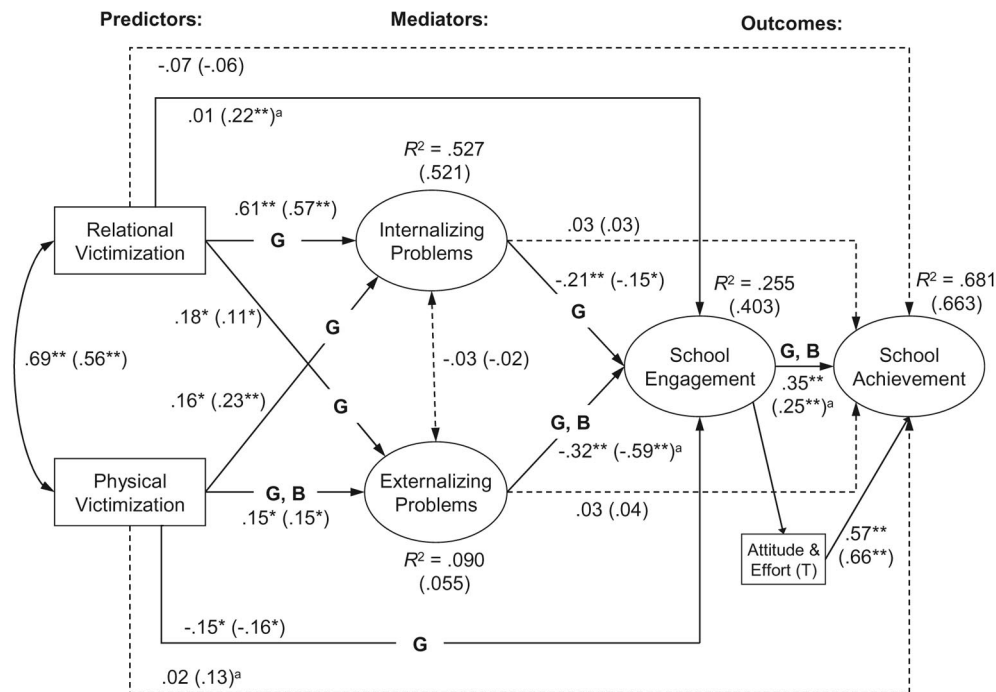 Predictors:
Mediators:
Outcomes:
-.07 (-.06)
.01 (.22**)ᵃ
R² = .527
(.521)
.61** (.57**)
G
Relational
Victimization
Internalizing
Problems
.03 (.03)
-.21** (-.15*)
G
R² = .255
(.403)
R² = .681
(.663)
.18* (.11*)
G
.69** (.56**)
-.03 (-.02)
School
Engagement
G, B
.35**
(.25**)ᵃ
School
Achievement
.16* (.23**)
G
G, B
-.32** (-.59**)ᵃ
Physical
Victimization
G, B
.15* (.15*)
Externalizing
Problems
.03 (.04)
R² = .090
(.055)
Attitude &
Effort (T)
.57**
(.66**)
-.15* (-.16*)
G
.02 (.13)ᵃ